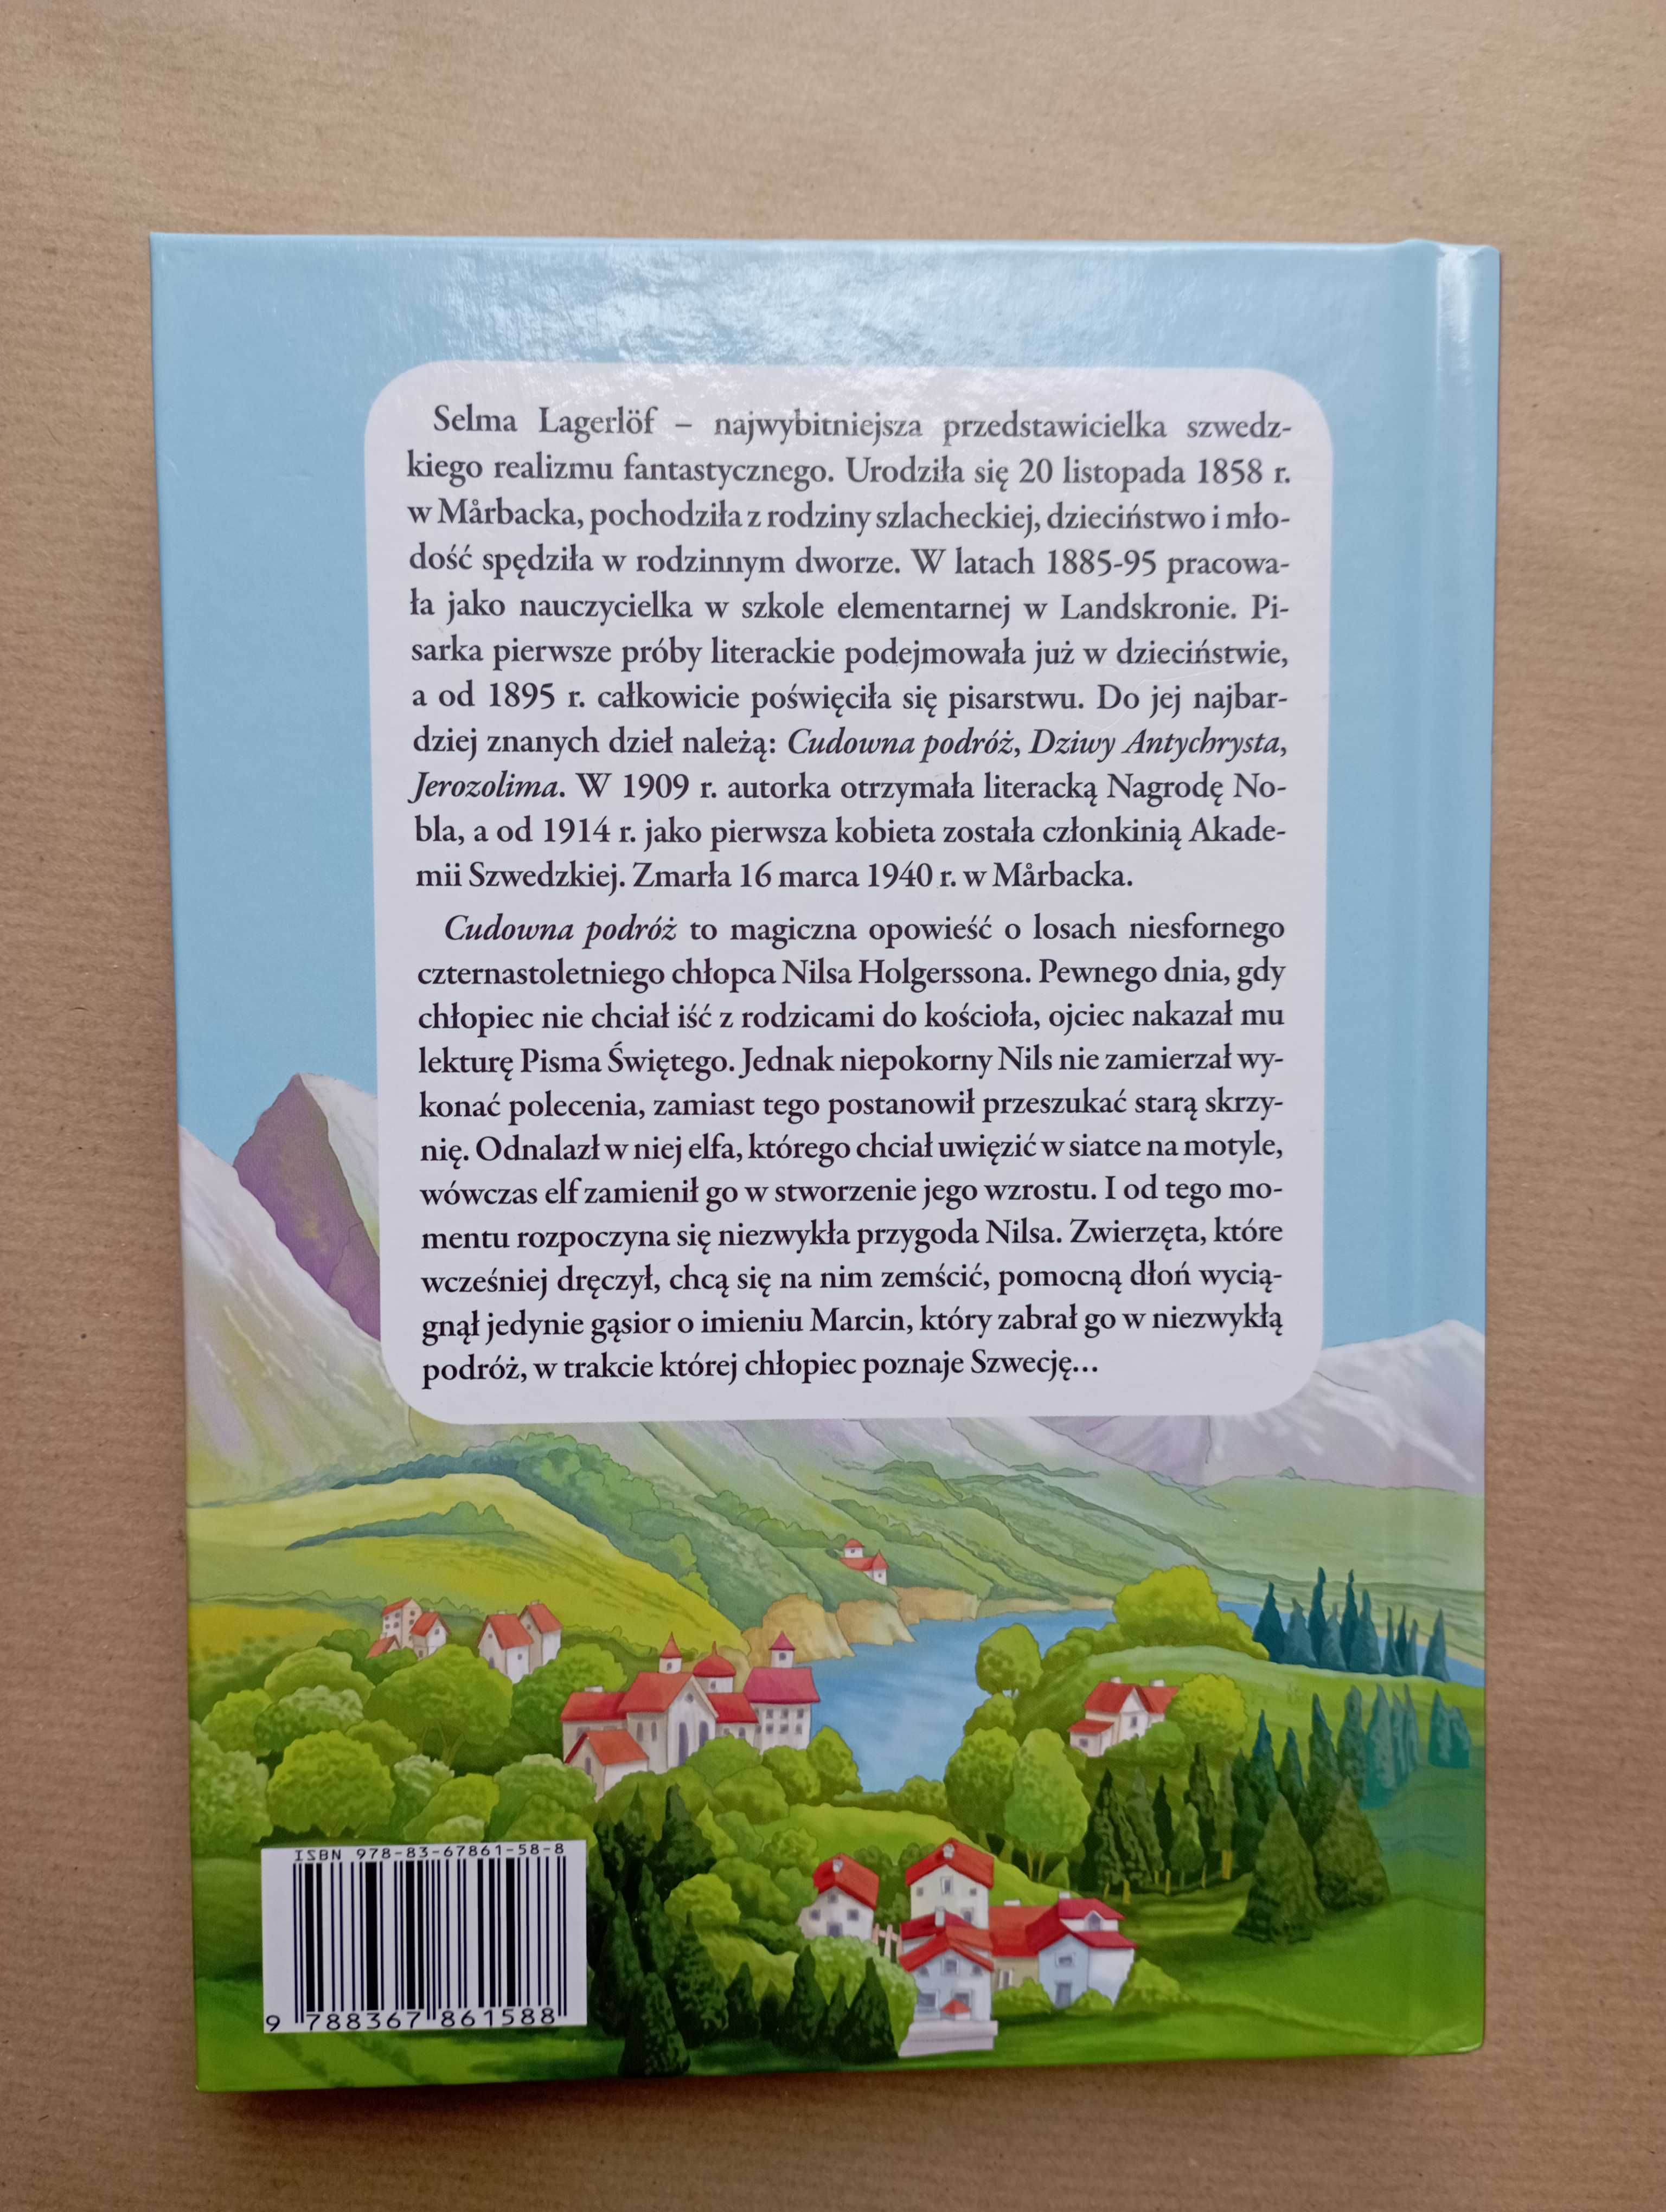 Selma Lagerlöf – najwybitniejsza przedstawicielka szwedz-
kiego realizmu fantastycznego. Urodziła się 20 listopada 1858 r.
w Mårbacka, pochodziła z rodziny szlacheckiej, dzieciństwo i mło-
dość spędziła w rodzinnym dworze. W latach 1885-95 pracowa-
ła jako nauczycielka w szkole elementarnej w Landskronie. Pi-
sarka pierwsze próby literackie podejmowała już w dzieciństwie,
a od 1895 r. całkowicie poświęciła się pisarstwu. Do jej najbar-
dziej znanych dzieł należą: Cudowna podróż, Dziwy Antychrysta,
Jerozolima. W 1909 r. autorka otrzymała literacką Nagrodę No-
bla, a od 1914 r. jako pierwsza kobieta została członkinią Akade-
mii Szwedzkiej. Zmarła 16 marca 1940 r. w Mårbacka.
Cudowna podróż to magiczna opowieść o losach niesfornego
czternastoletniego chłopca Nilsa Holgerssona. Pewnego dnia, gdy
chłopiec nie chciał iść z rodzicami do kościoła, ojciec nakazał mu
lekturę Pisma Świętego. Jednak niepokorny Nils nie zamierzał wy-
konać polecenia, zamiast tego postanowił przeszukać starą skrzy-
nię. Odnalazł w niej elfa, którego chciał uwięzić w siatce na motyle,
wówczas elf zamienił go w stworzenie jego wzrostu. I od tego mo-
mentu rozpoczyna się niezwykła przygoda Nilsa. Zwierzęta, które
wcześniej dręczył, chcą się na nim zemścić, pomocną dłoń wycią-
gnął jedynie gąsior o imieniu Marcin, który zabrał go w niezwykłą
podróż, w trakcie której chłopiec poznaje Szwecję...
ISBN 978-83-67861-58-8
9 788367 861588